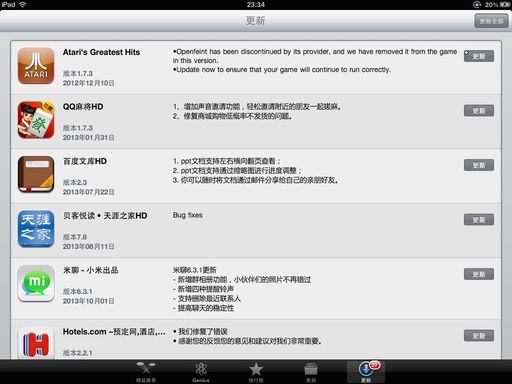 iPad
23:34
20%
更新
更新全部
Atari's Greatest Hits
版本1.7.3
2012年12月10日
•Openfeint has been discontinued by its provider, and we have removed it from the game
in this version.
•Update now to ensure that your game will continue to run correctly.
更新
ATARI
QQ麻将HD
版本1.7.3
2013年01月31日
1、增加声音邀请功能，轻松邀请附近的朋友一起搓麻。
2、修复商城购物低概率不发货的问题。
更新
百度文库HD
版本2.3
2013年07月22日
1. ppt文档支持左右横向翻页查看；
2. ppt文档支持通过缩略图进行进度调整；
3. 你可以随时将文档通过邮件分享给自己的亲朋好友。
更新
天涯
之家
贝客悦读 • 天涯之家HD
版本7.8
2013年08月11日
Bug fixes
更新
mi
米聊 - 小米出品
版本6.3.1
2013年10月01日
米聊6.3.1更新
- 新增群相册功能，小伙伴们的照片不再错过
- 新增四种提醒铃声
- 支持删除最近联系人
- 提高聊天的稳定性
更新
H
Hotels.com –预定网,酒店,...
版本2.2.1
• 我们修复了错误
• 感谢您的反馈您的意见和建议对我们非常重要。
更新
精品推荐
Genius
排行榜
类别
更新